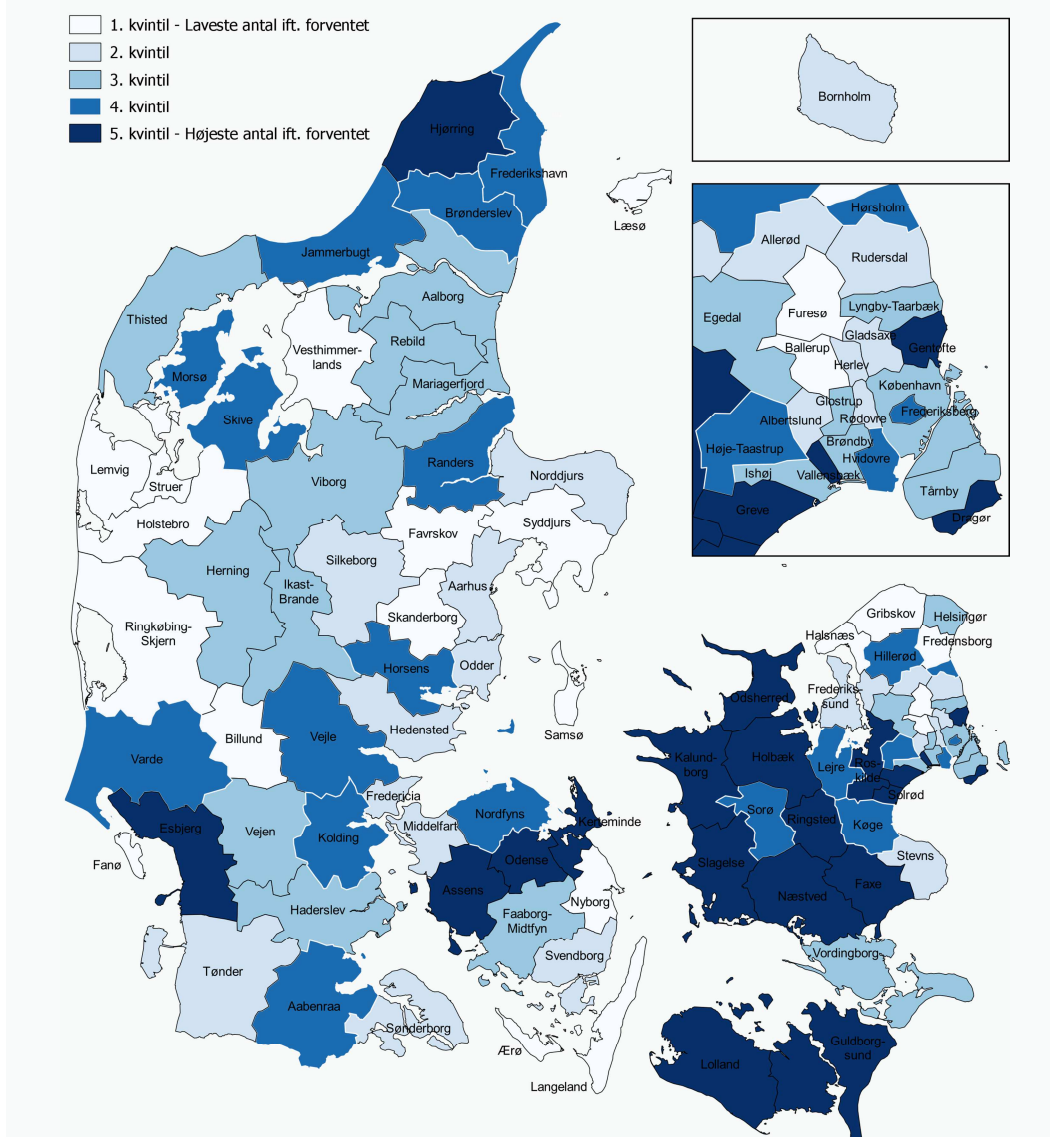 1. kvintil - Laveste antal ift. forventet
2. kvintil
3. kvintil
4. kvintil
5. kvintil - Højeste antal ift. forventet
Bornholm
Hjørring
Frederikshavn
Læsø
Brønderslev
Jammerbugt
Aalborg
Thisted
Rebild
Vesthimmer-
lands
Morsø
Mariagerfjord
Skive
Randers
Norddjurs
Lemvig
Struer
Viborg
Holstebro
Syddjurs
Favrskov
Silkeborg
Herning
Ikast-
Brande
Aarhus
Skanderborg
Ringkøbing-
Skjern
Horsens
Odder
Samsø
Hedensted
Billund
Vejle
Varde
Fredericia
Middelfart
Nordfyns
Kerteminde
Esbjerg
Vejen
Kolding
Fanø
Odense
Assens
Nyborg
Haderslev
Faaborg-
Midtfyn
Svendborg
Tønder
Aabenraa
Sønderborg
Ærø
Langeland
Hørsholm
Allerød
Rudersdal
Egedal
Furesø
Lyngby-Taarbæk
Gladsaxe
Gentofte
Ballerup
Herlev
København
Glostrup
Frederiksberg
Albertslund
Rødovre
Høje-Taastrup
Brøndby
Hvidovre
Ishøj
Vallensbæk
Tårnby
Greve
Dragør
Gribskov
Helsingør
Halsnæs
Fredensborg
Hillerød
Odsherred
Frederiks-
sund
Kalund-
borg
Holbæk
Lejre
Ros-
kilde
Solrød
Sorø
Ringsted
Køge
Stevns
Slagelse
Næstved
Faxe
Vordingborg
Lolland
Guldborg-
sund